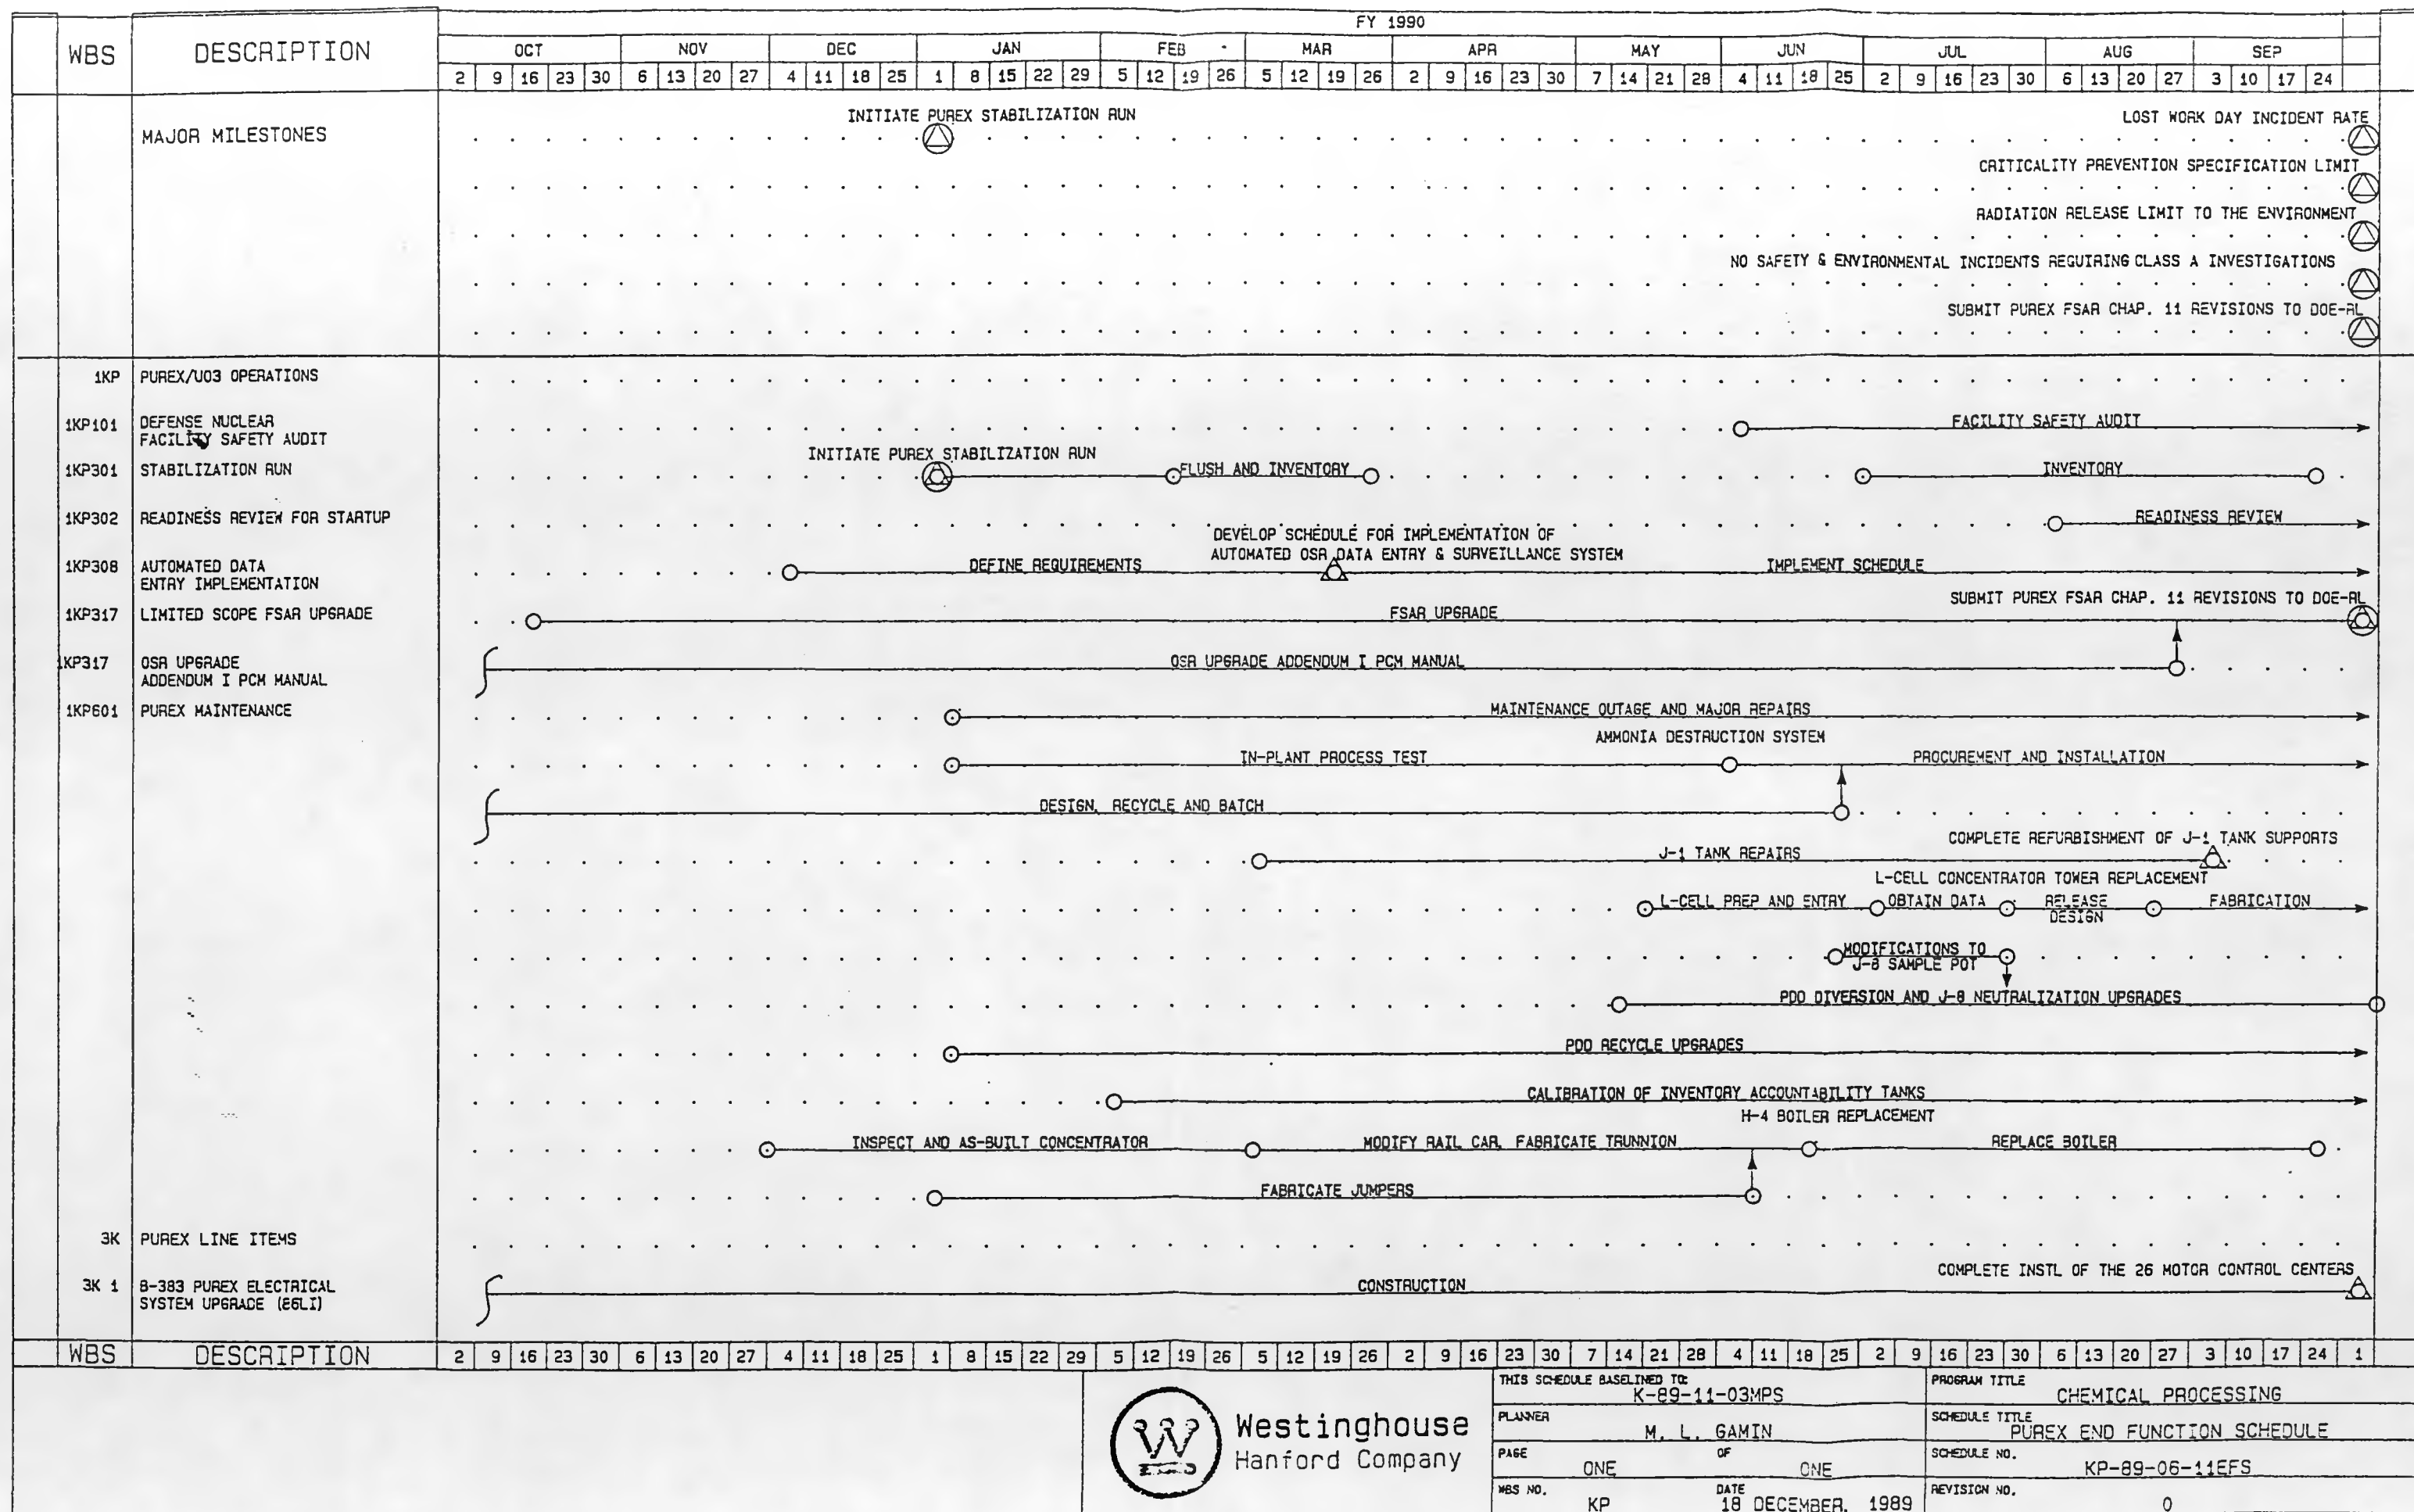 FY 1990
WBS DESCRIPTION OCT NOV DEC JAN FEB MAR APR MAY JUN JUL AUG SEP
2 9 16 23 30 6 13 20 27 4 11 18 25 1 8 15 22 29 5 12 19 26 5 12 19 26 2 9 16 23 30 7 14 21 28 4 11 18 25 2 9 16 23 30 6 13 20 27 3 10 17 24
INITIATE PUREX STABILIZATION RUN LOST WORK DAY INCIDENT RATE
MAJOR MILESTONES
CRITICALITY PREVENTION SPECIFICATION LIMIT
RADIATION RELEASE LIMIT TO THE ENVIRONMENT
NO SAFETY & ENVIRONMENTAL INCIDENTS REQUIRING CLASS A INVESTIGATIONS
SUBMIT PUREX FSAR CHAP. 11 REVISIONS TO DOE-RL
1KP PUREX/UO3 OPERATIONS
1KP101 DEFENSE NUCLEAR FACILITY SAFETY AUDIT
FACILITY SAFETY AUDIT
INITIATE PUREX STABILIZATION RUN
1KP301 STABILIZATION RUN FLUSH AND INVENTORY INVENTORY
1KP302 READINESS REVIEW FOR STARTUP READINESS REVIEW
DEVELOP SCHEDULE FOR IMPLEMENTATION OF
AUTOMATED OSR DATA ENTRY & SURVEILLANCE SYSTEM
1KP308 AUTOMATED DATA DEFINE REQUIREMENTS IMPLEMENT SCHEDULE
ENTRY IMPLEMENTATION
SUBMIT PUREX FSAR CHAP. 11 REVISIONS TO DOE-RL
1KP317 LIMITED SCOPE FSAR UPGRADE FSAR UPGRADE
1KP317 OSR UPGRADE OSR UPGRADE ADDENDUM I PCM MANUAL
ADDENDUM I PCM MANUAL
1KP601 PUREX MAINTENANCE MAINTENANCE OUTAGE AND MAJOR REPAIRS
AMMONIA DESTRUCTION SYSTEM
IN-PLANT PROCESS TEST PROCUREMENT AND INSTALLATION
DESIGN, RECYCLE AND BATCH
COMPLETE REFURBISHMENT OF J-1 TANK SUPPORTS
J-1 TANK REPAIRS
L-CELL CONCENTRATOR TOWER REPLACEMENT
L-CELL PREP AND ENTRY OBTAIN DATA RELEASE FABRICATION
DESIGN
MODIFICATIONS TO
J-8 SAMPLE POT
PDD DIVERSION AND J-8 NEUTRALIZATION UPGRADES
PDD RECYCLE UPGRADES
CALIBRATION OF INVENTORY ACCOUNTABILITY TANKS
H-4 BOILER REPLACEMENT
INSPECT AND AS-BUILT CONCENTRATOR MODIFY RAIL CAR, FABRICATE TRUNNION REPLACE BOILER
FABRICATE JUMPERS
3K PUREX LINE ITEMS
COMPLETE INSTL OF THE 26 MOTOR CONTROL CENTERS
3K 1 B-383 PUREX ELECTRICAL CONSTRUCTION
SYSTEM UPGRADE (86LI)
WBS DESCRIPTION 2 9 16 23 30 6 13 20 27 4 11 18 25 1 8 15 22 29 5 12 19 26 5 12 19 26 2 9 16 23 30 7 14 21 28 4 11 18 25 2 9 16 23 30 6 13 20 27 3 10 17 24 1
Westinghouse
Hanford Company
THIS SCHEDULE BASELINED TO:
K-89-11-03MPS
PROGRAM TITLE
CHEMICAL PROCESSING
PLANNER
M. L. GAMIN
SCHEDULE TITLE
PUREX END FUNCTION SCHEDULE
PAGE ONE OF ONE
SCHEDULE NO.
KP-89-06-11EFS
WBS NO. KP
DATE 18 DECEMBER, 1989
REVISION NO. 0